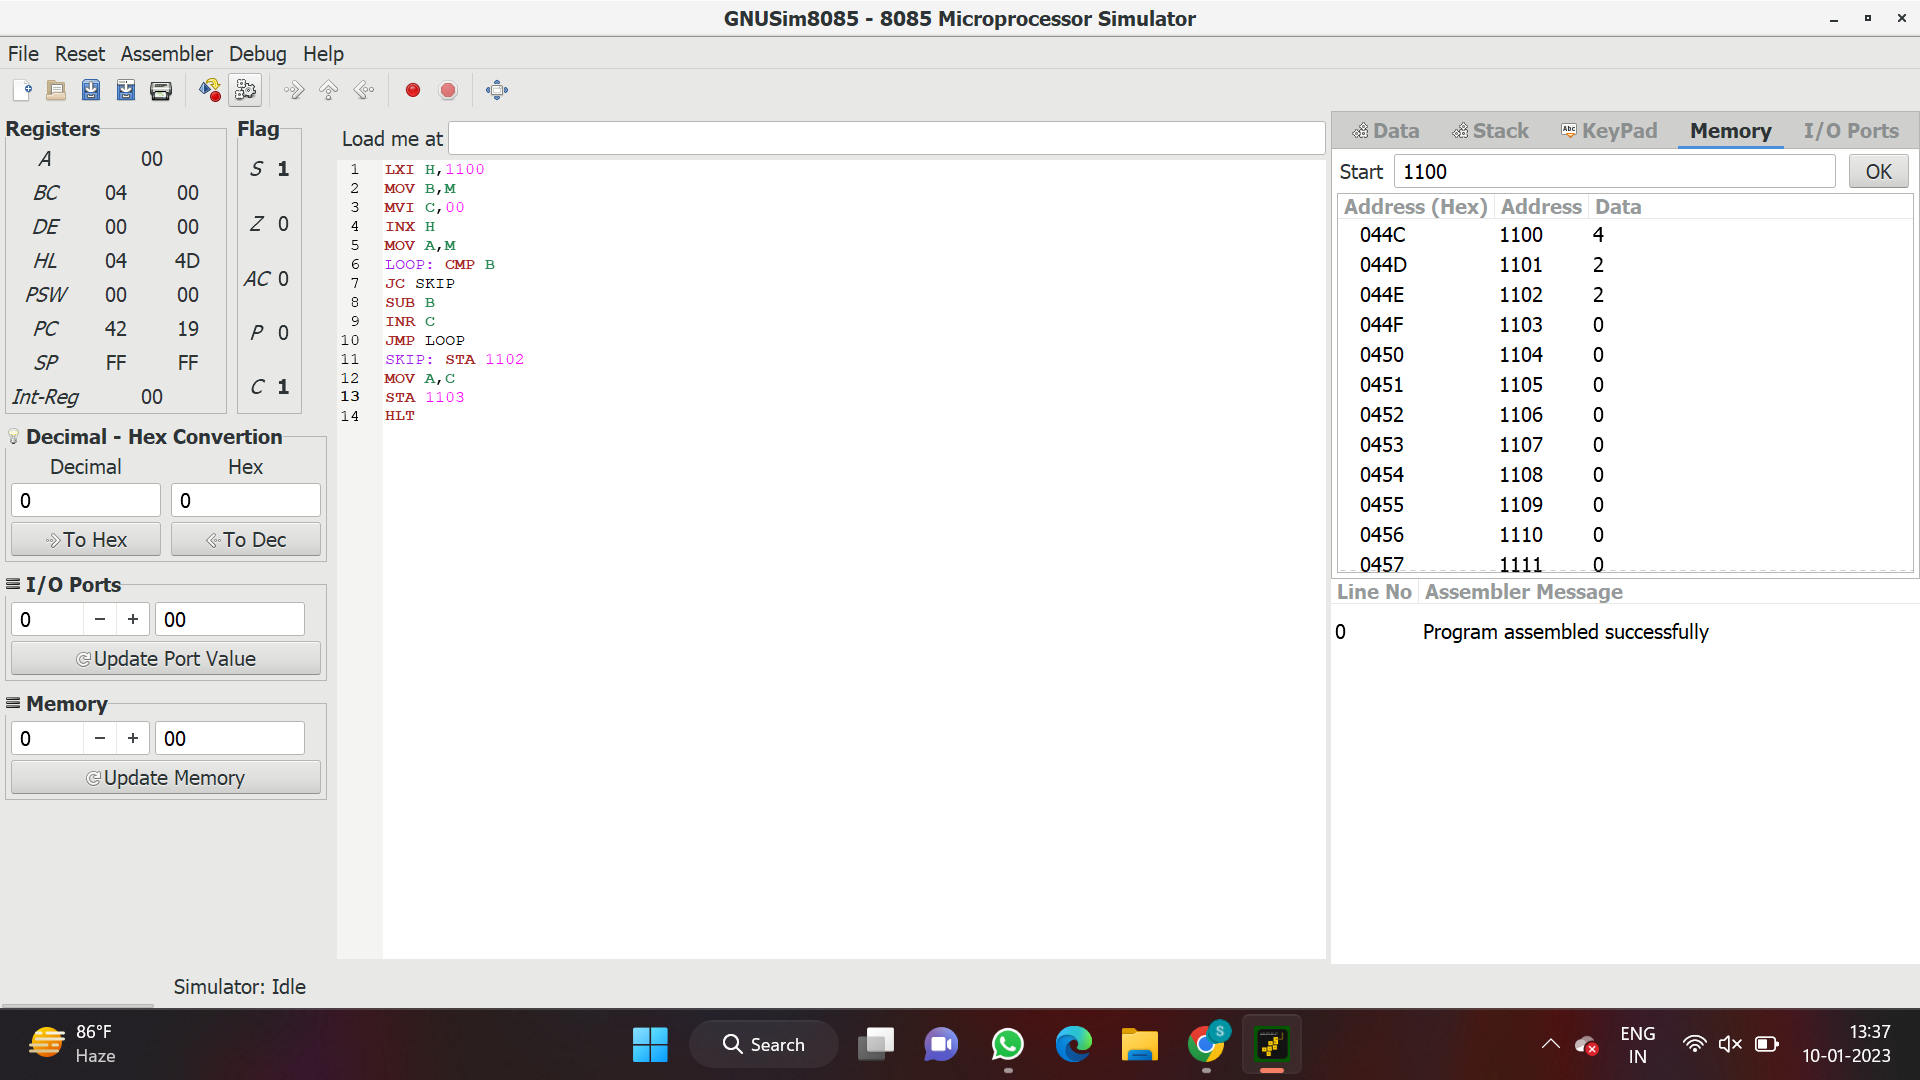 GNUSim8085 - 8085 Microprocessor Simulator
File Reset Assembler Debug Help
Registers
A 00
BC 04 00
DE 00 00
HL 04 4D
PSW 00 00
PC 42 19
SP FF FF
Int-Reg 00
Flag
S 1
Z 0
AC 0
P 0
C 1
Decimal - Hex Convertion
Decimal Hex
0 0
To Hex To Dec
I/O Ports
0 − + 00
Update Port Value
Memory
0 − + 00
Update Memory
Load me at
1 LXI H,1100
2 MOV B,M
3 MVI C,00
4 INX H
5 MOV A,M
6 LOOP: CMP B
7 JC SKIP
8 SUB B
9 INR C
10 JMP LOOP
11 SKIP: STA 1102
12 MOV A,C
13 STA 1103
14 HLT
Data Stack Abc KeyPad Memory I/O Ports
Start 1100 OK
Address (Hex) Address Data
044C 1100 4
044D 1101 2
044E 1102 2
044F 1103 0
0450 1104 0
0451 1105 0
0452 1106 0
0453 1107 0
0454 1108 0
0455 1109 0
0456 1110 0
0457 1111 0
Line No Assembler Message
0 Program assembled successfully
Simulator: Idle
86°F
Haze
Search
S
ENG
IN
13:37
10-01-2023